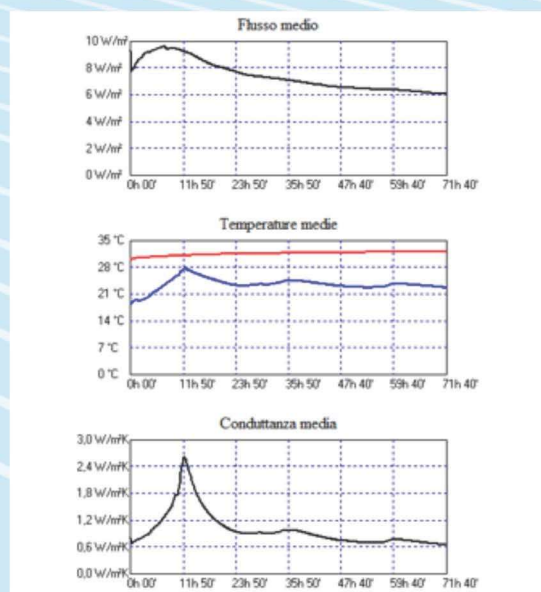 Flusso medio
10 W/m²
8 W/m²
6 W/m²
4 W/m²
2 W/m²
0 W/m²
0h 00' 11h 50' 23h 50' 35h 50' 47h 40' 59h 40' 71h 40'
Temperature medie
35 °C
28 °C
21 °C
14 °C
7 °C
0 °C
0h 00' 11h 50' 23h 50' 35h 50' 47h 40' 59h 40' 71h 40'
Conduttanza media
3,0 W/m²K
2,4 W/m²K
1,8 W/m²K
1,2 W/m²K
0,6 W/m²K
0,0 W/m²K
0h 00' 11h 50' 23h 50' 35h 50' 47h 40' 59h 40' 71h 40'